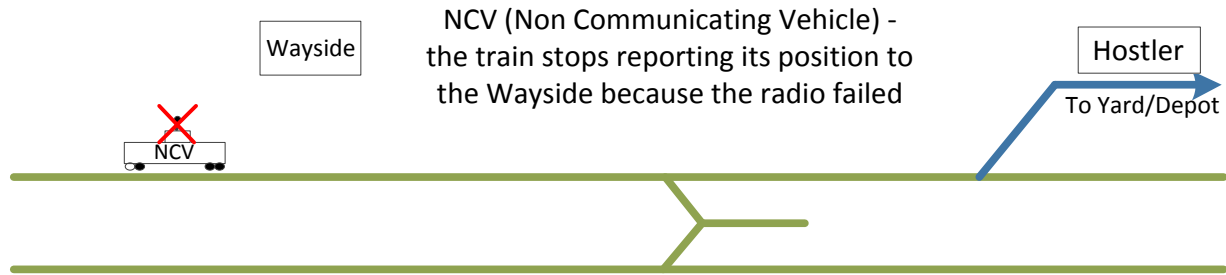 Wayside
NCV (Non Communicating Vehicle) -
the train stops reporting its position to
the Wayside because the radio failed
Hostler
To Yard/Depot
NCV